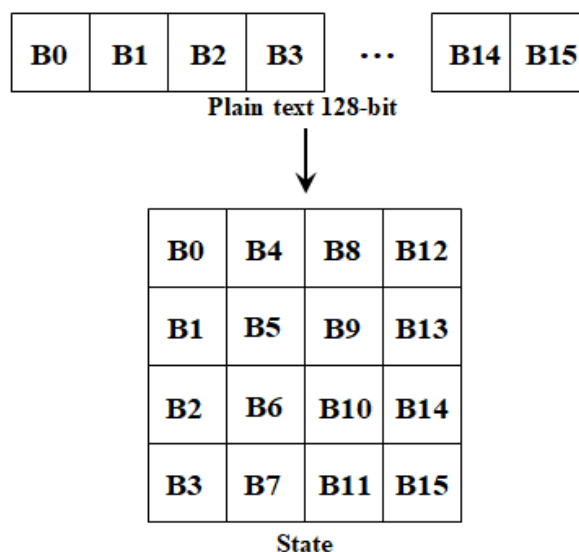 B0 B1 B2 B3 ... B14 B15
Plain text 128-bit
B0 B4 B8 B12
B1 B5 B9 B13
B2 B6 B10 B14
B3 B7 B11 B15
State